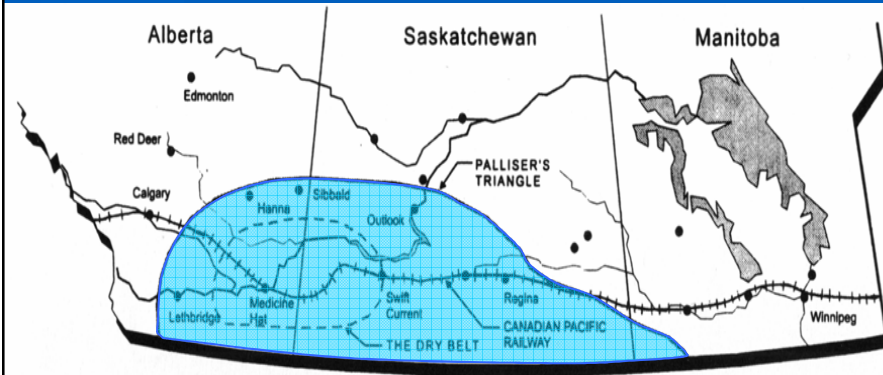 Alberta
Saskatchewan
Manitoba
Edmonton
Red Deer
PALLISER'S
TRIANGLE
Calgary
Sibbald
Hanna
Outlook
Lethbridge
Medicine
Hat
Swift
Current
Regina
CANADIAN PACIFIC
RAILWAY
Winnipeg
THE DRY BELT